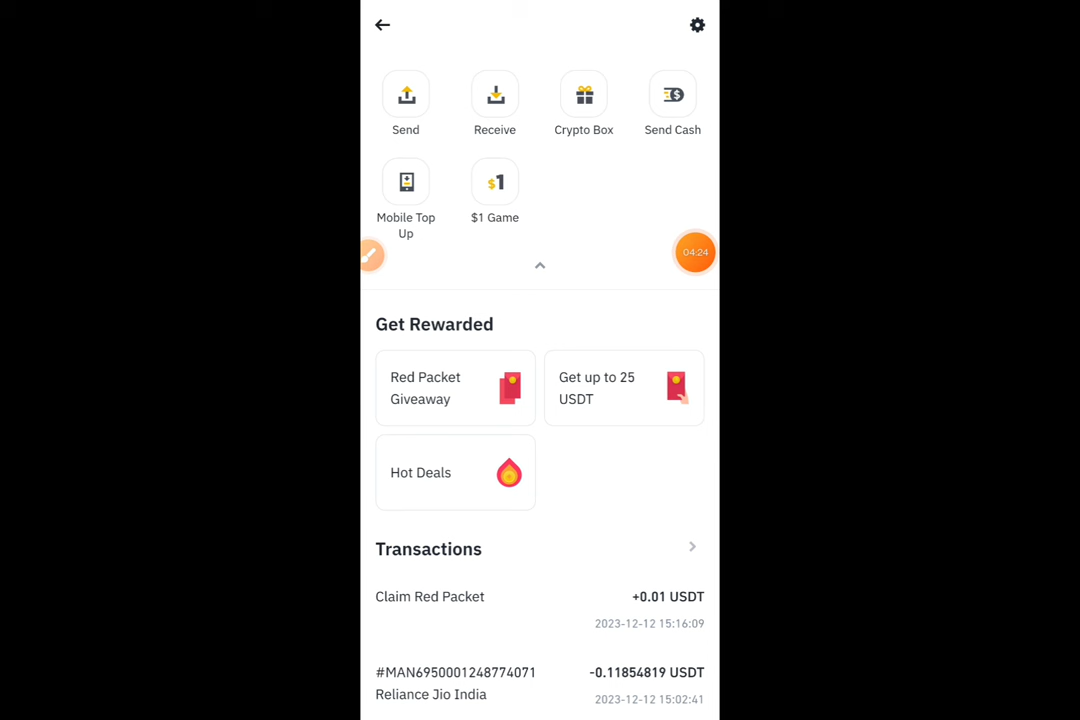 Send
Receive
Crypto Box
Send Cash
Mobile Top
Up
$1
$1 Game
04:24
Get Rewarded
Red Packet
Giveaway
Get up to 25
USDT
Hot Deals
Transactions
Claim Red Packet
+0.01 USDT
2023-12-12 15:16:09
#MAN6950001248774071
-0.11854819 USDT
Reliance Jio India
2023-12-12 15:02:41